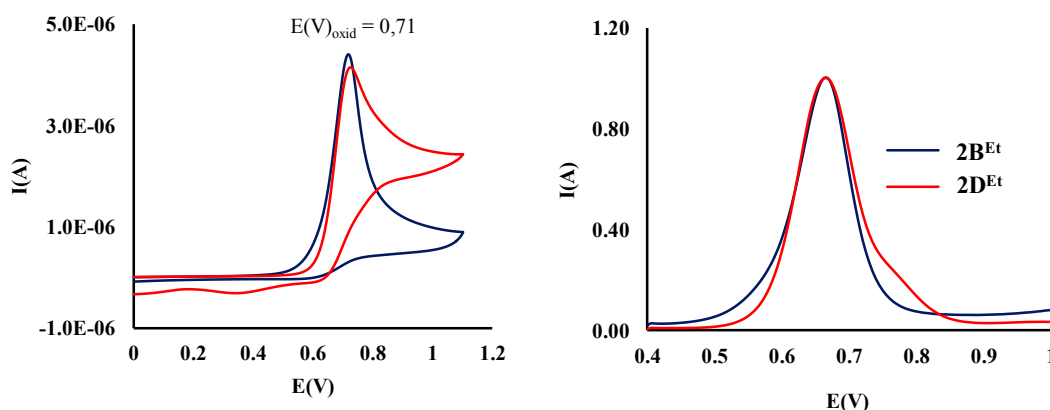 E(V)oxid = 0,71
5.0E-06
3.0E-06
1.0E-06
-1.0E-06
I(A)
0 0.2 0.4 0.6 0.8 1 1.2
E(V)
1.20
0.80
0.40
0.00
I(A)
2BEt
2DEt
0.4 0.5 0.6 0.7 0.8 0.9 1
E(V)